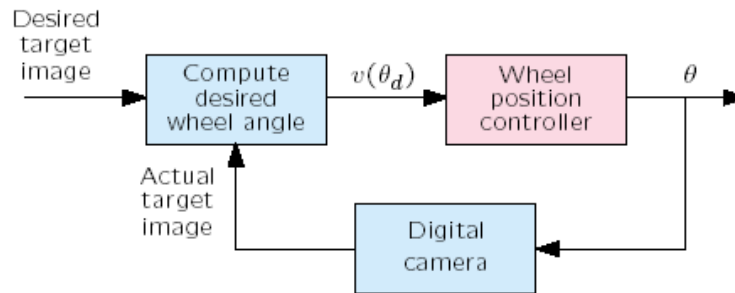 Desired
target
image
Compute
desired
wheel angle
v(θd)
Wheel
position
controller
θ
Actual
target
image
Digital
camera